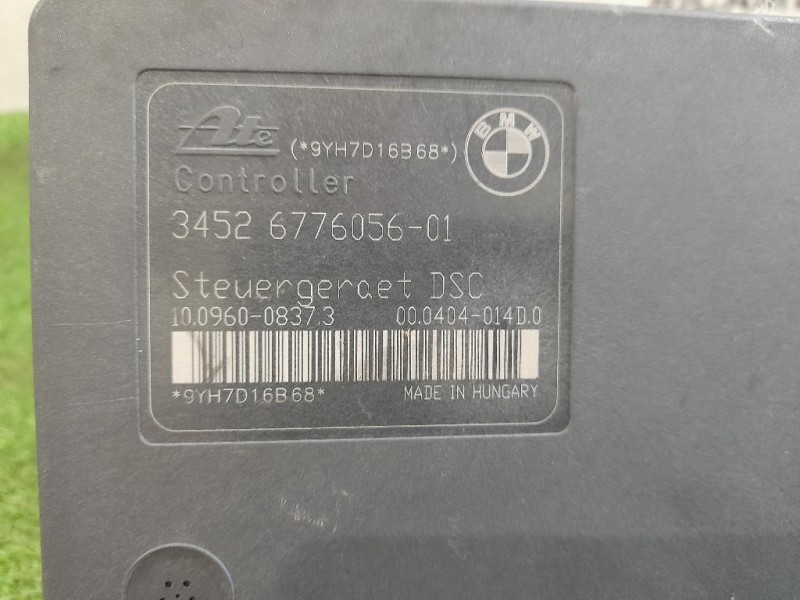 Ate
(*9YH7D16B68*)
BMW
Controller
3452 6776056-01
Steuergeraet DSC
10.0960-0837.3 00.0404-014D.0
*9YH7D16B68*
MADE IN HUNGARY